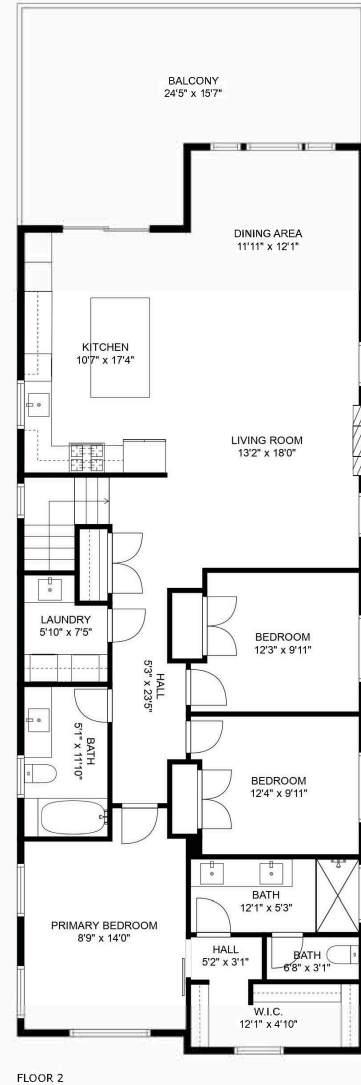 BALCONY
24'5" x 15'7"
DINING AREA
11'11" x 12'1"
KITCHEN
10'7" x 17'4"
LIVING ROOM
13'2" x 18'0"
LAUNDRY
5'10" x 7'5"
HALL
5'3" x 23'5"
BEDROOM
12'3" x 9'11"
BATH
5'1" x 11'10"
BEDROOM
12'4" x 9'11"
BATH
12'1" x 5'3"
PRIMARY BEDROOM
8'9" x 14'0"
HALL
5'2" x 3'1"
BATH
6'8" x 3'1"
W.I.C.
12'1" x 4'10"
FLOOR 2